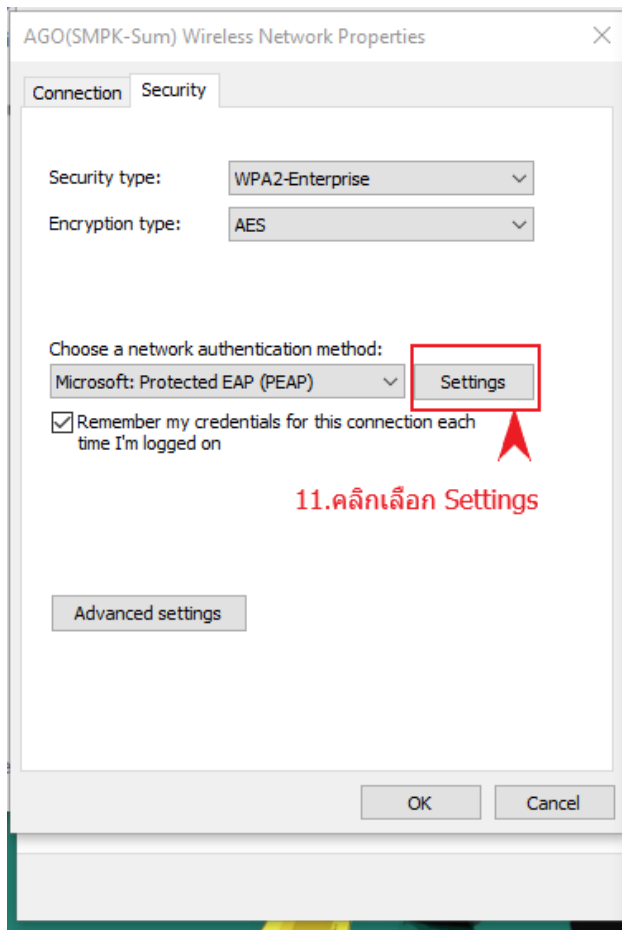 AGO(SMPK-Sum) Wireless Network Properties
Connection Security
Security type: WPA2-Enterprise
Encryption type: AES
Choose a network authentication method:
Microsoft: Protected EAP (PEAP) Settings
Remember my credentials for this connection each
time I'm logged on
11.คลิกเลือก Settings
Advanced settings
OK Cancel